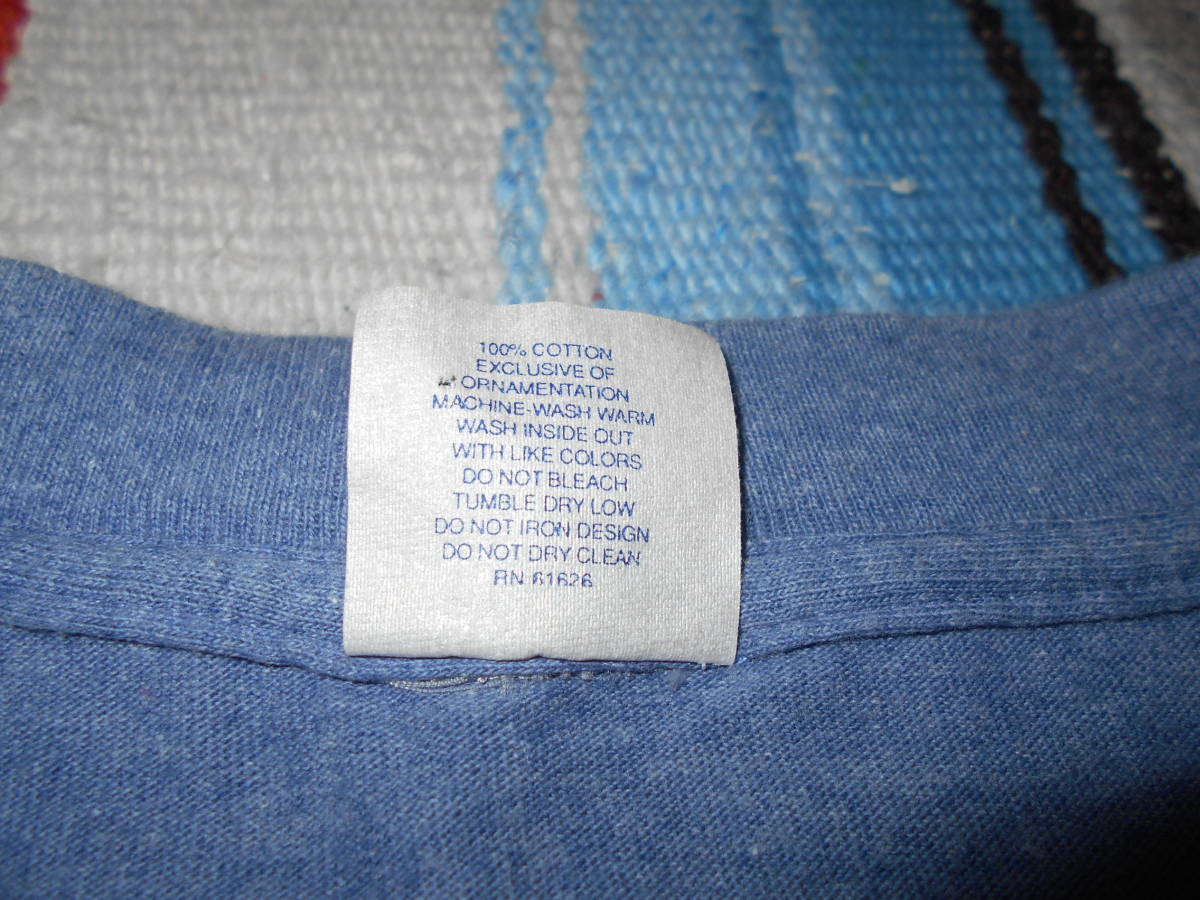 100% COTTON
EXCLUSIVE OF
ORNAMENTATION
MACHINE-WASH WARM
WASH INSIDE OUT
WITH LIKE COLORS
DO NOT BLEACH
TUMBLE DRY LOW
DO NOT IRON DESIGN
DO NOT DRY CLEAN
RN 61626